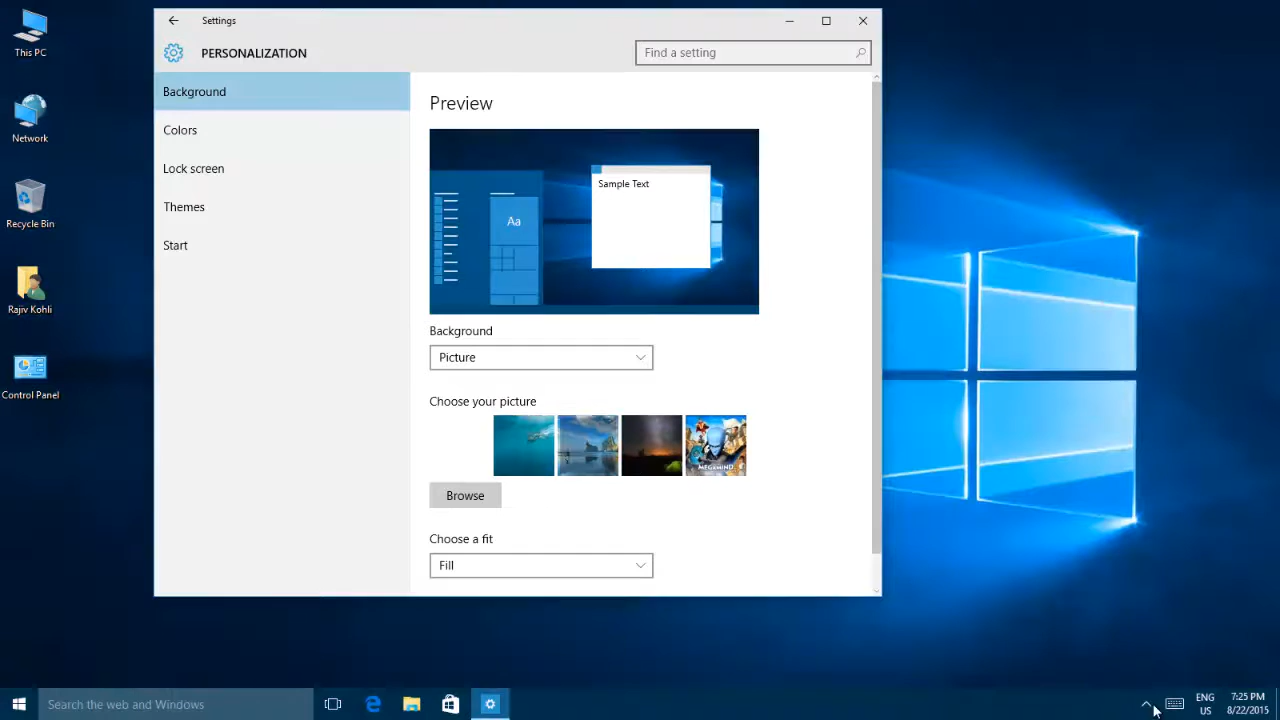 This PC
Network
Recycle Bin
Rajiv Kohli
Control Panel
Settings
PERSONALIZATION
Find a setting
Background
Colors
Lock screen
Themes
Start
Preview
Sample Text
Aa
Background
Picture
Choose your picture
MEGAMIND
Browse
Choose a fit
Fill
Search the web and Windows
ENG
US
7:25 PM
8/22/2015